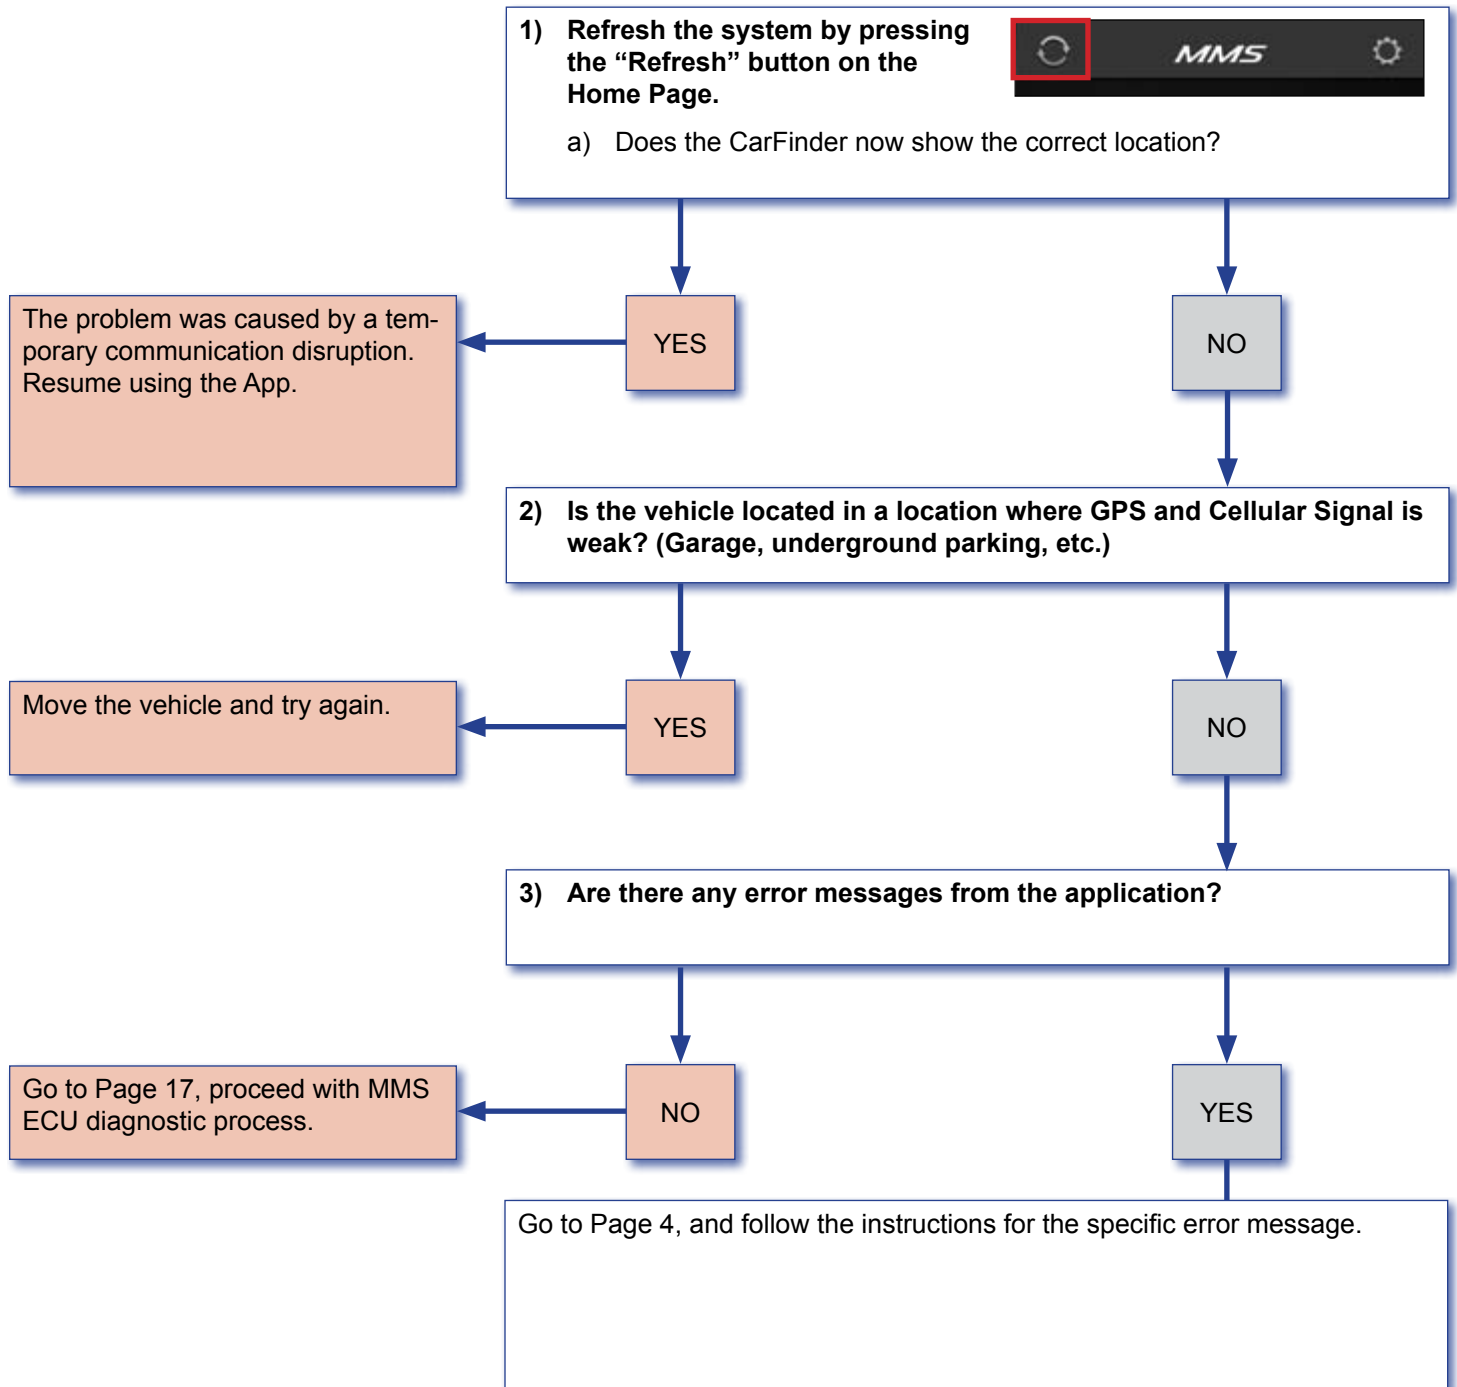 1) Refresh the system by pressing
the “Refresh” button on the
Home Page.
MMS
a) Does the CarFinder now show the correct location?
The problem was caused by a tem-
porary communication disruption.
Resume using the App.
YES
NO
2) Is the vehicle located in a location where GPS and Cellular Signal is
weak? (Garage, underground parking, etc.)
Move the vehicle and try again.
YES
NO
3) Are there any error messages from the application?
Go to Page 17, proceed with MMS
ECU diagnostic process.
NO
YES
Go to Page 4, and follow the instructions for the specific error message.